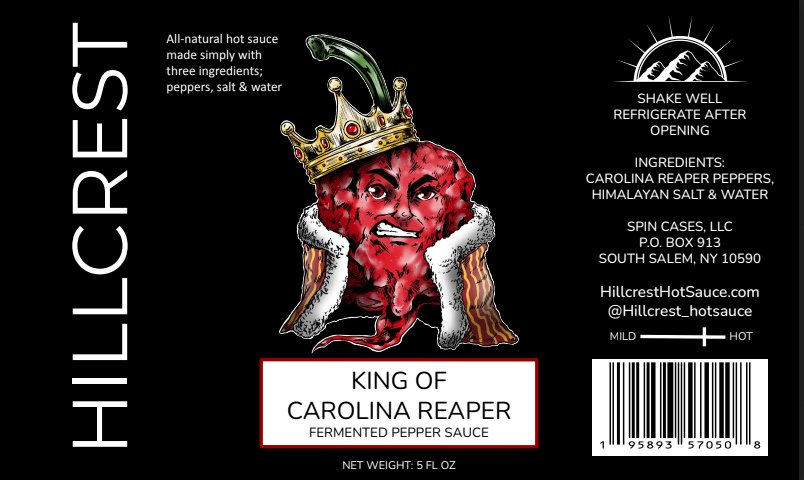 HILLCREST
All-natural hot sauce
made simply with
three ingredients;
peppers, salt & water
KING OF
CAROLINA REAPER
FERMENTED PEPPER SAUCE
NET WEIGHT: 5 FL OZ
SHAKE WELL
REFRIGERATE AFTER
OPENING
INGREDIENTS:
CAROLINA REAPER PEPPERS,
HIMALAYAN SALT & WATER
SPIN CASES, LLC
P.O. BOX 913
SOUTH SALEM, NY 10590
HillcrestHotSauce.com
@Hillcrest_hotsauce
MILD HOT
1 95893 57050 8